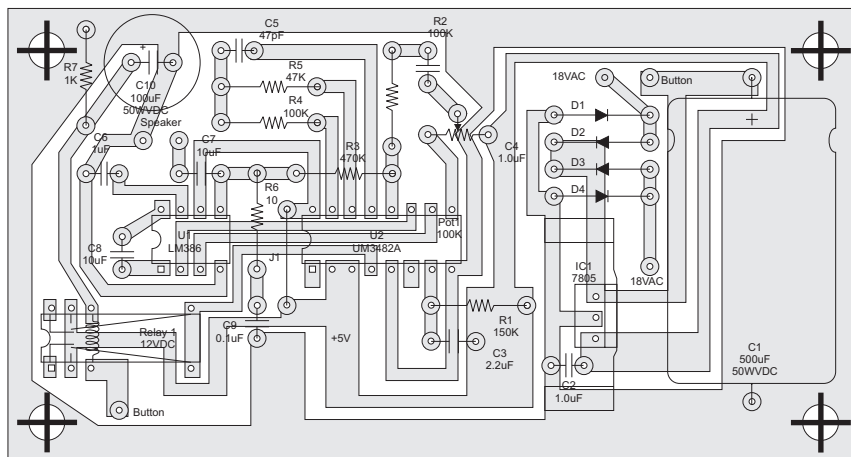 R7
1K
+
C10
100uF
50WVDC
Speaker
C5
47pF
R5
47K
R4
100K
R2
100K
C6
1uF
C7
10uF
R3
470K
R6
10
C4
1.0uF
18VAC
Button
D1
D2
D3
D4
+
U1
LM386
C8
10uF
J1
U2
UM3482A
Pot1
100K
18VAC
IC1
7805
Relay 1
12VDC
C9
0.1uF
+5V
R1
150K
C3
2.2uF
C2
1.0uF
C1
500uF
50WVDC
Button